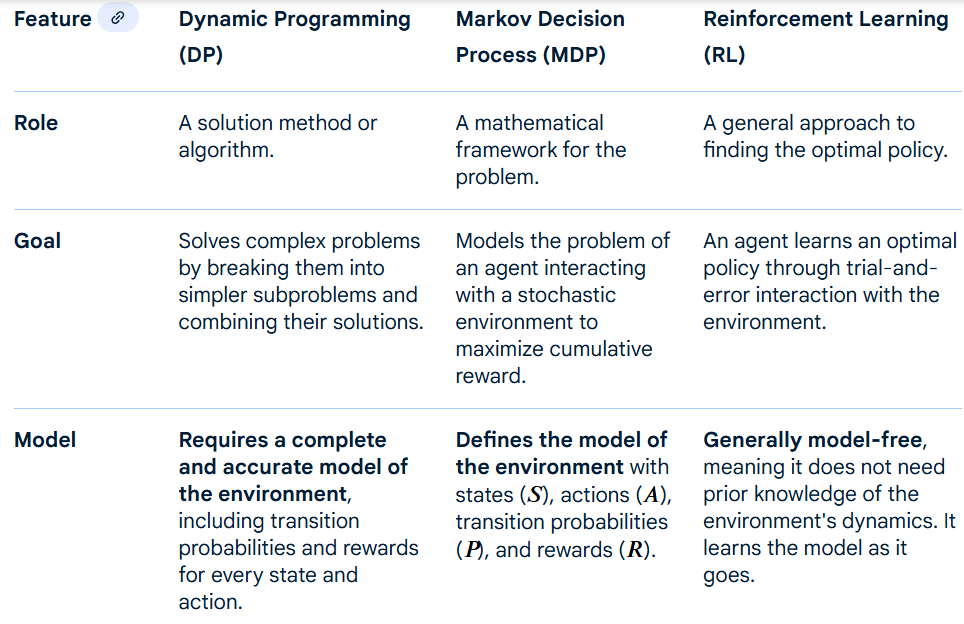 Feature Dynamic Programming (DP) Markov Decision Process (MDP) Reinforcement Learning (RL)
Role
A solution method or
algorithm.
A mathematical
framework for the
problem.
A general approach to
finding the optimal policy.
Goal
Solves complex problems
by breaking them into
simpler subproblems and
combining their solutions.
Models the problem of
an agent interacting
with a stochastic
environment to
maximize cumulative
reward.
An agent learns an optimal
policy through trial-and-
error interaction with the
environment.
Model
Requires a complete
and accurate model of
the environment,
including transition
probabilities and rewards
for every state and
action.
Defines the model of
the environment with
states (S), actions (A),
transition probabilities
(P), and rewards (R).
Generally model-free,
meaning it does not need
prior knowledge of the
environment's dynamics. It
learns the model as it
goes.